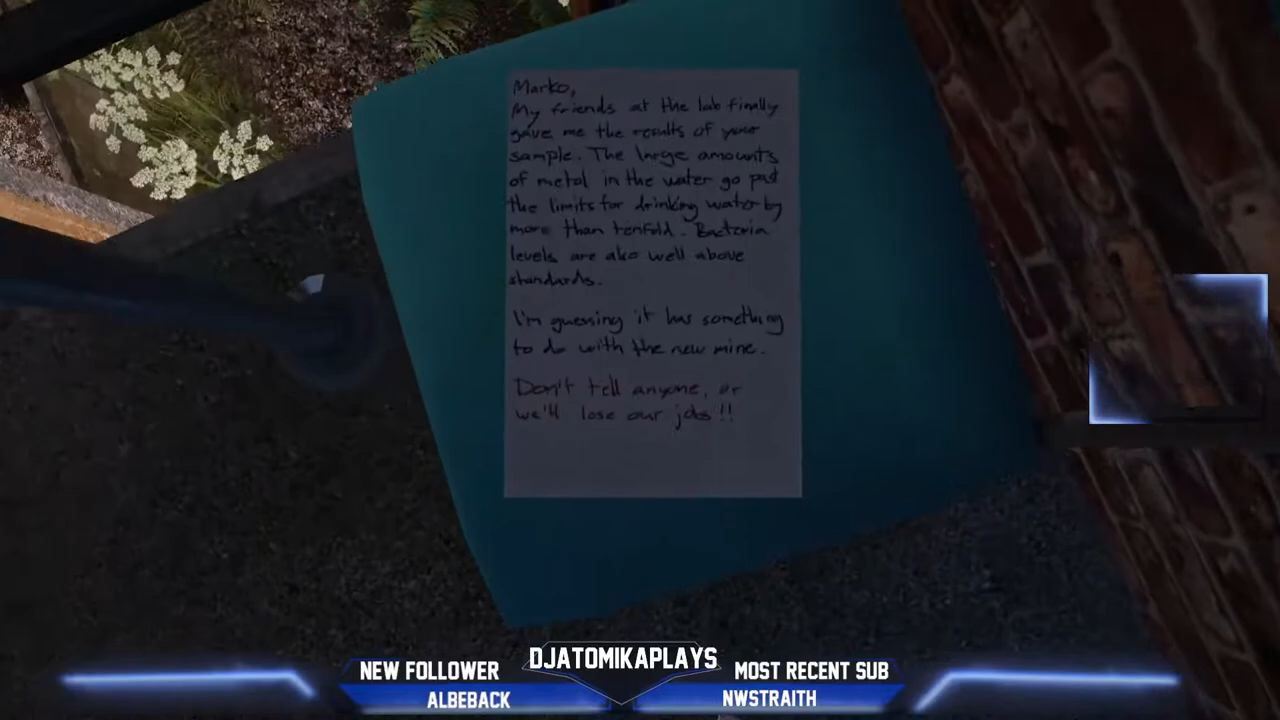 Marko,
My friends at the lab finally
gave me the results of your
sample. The large amounts
of metal in the water go past
the limits for drinking water by
more than tenfold. Bacteria
levels are also well above
standards.
I'm guessing it has something
to do with the new mine.
Don't tell anyone, or
we'll lose our jobs!!
DJATOMIKAPLAYS
NEW FOLLOWER
ALBEBACK
MOST RECENT SUB
NWSTRAITH